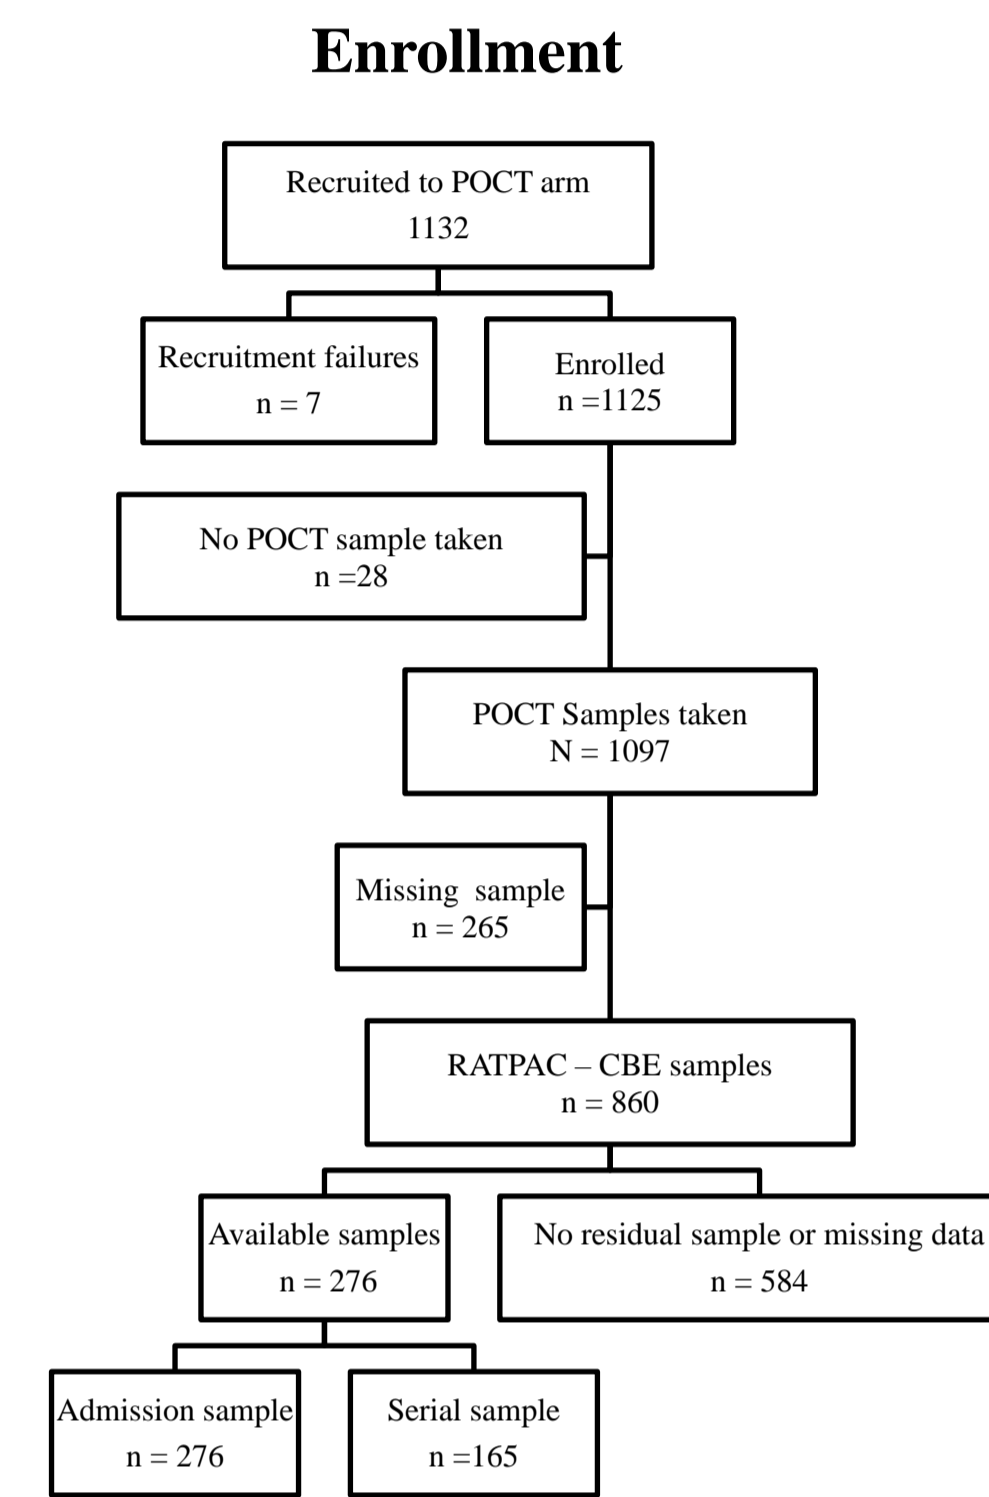 Enrollment
Recruited to POCT arm
1132
Recruitment failures
n = 7
Enrolled
n =1125
No POCT sample taken
n =28
POCT Samples taken
N = 1097
Missing  sample
n = 265
RATPAC – CBE samples
n = 860
Available samples
n = 276
No residual sample or missing data
n = 584
Admission sample
n = 276
Serial sample
n =165